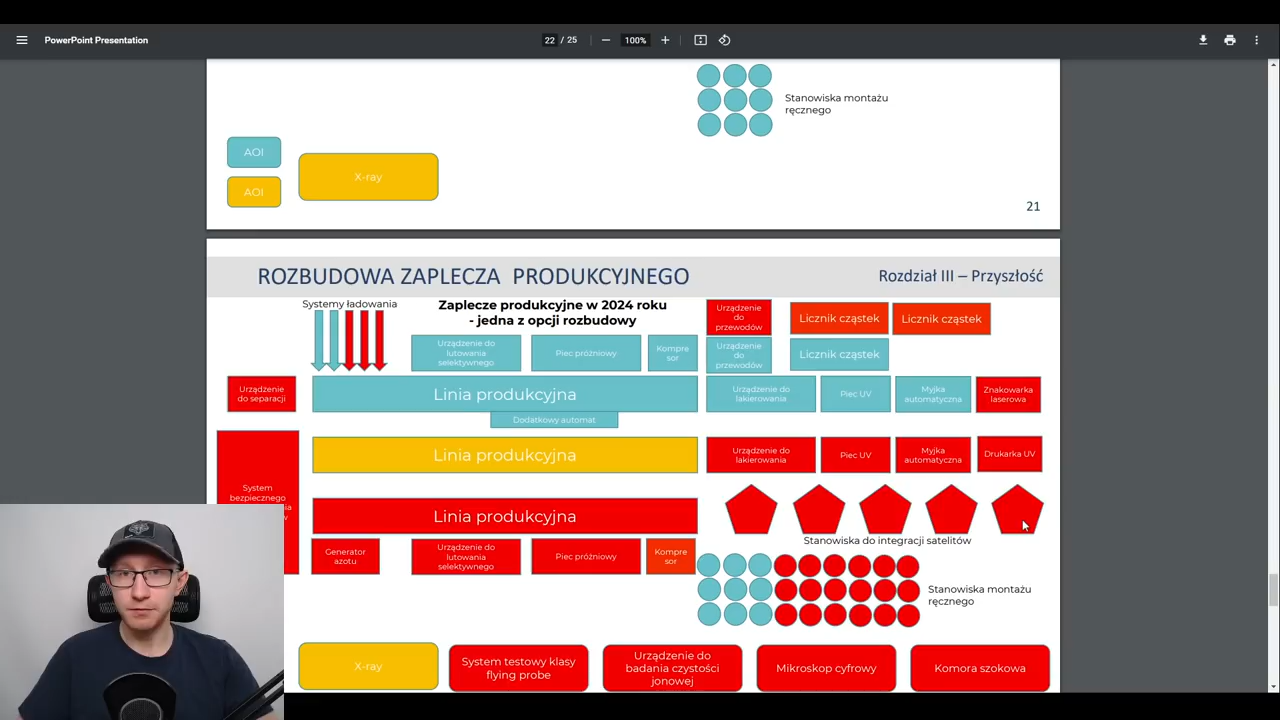 PowerPoint Presentation
22 / 25
100%
Stanowiska montażu
ręcznego
AOI
AOI
X-ray
21
ROZBUDOWA ZAPLECZA PRODUKCYJNEGO
Rozdział III – Przyszłość
Systemy ładowania
Zaplecze produkcyjne w 2024 roku
- jedna z opcji rozbudowy
Urządzenie
do
przewodów
Licznik cząstek
Licznik cząstek
Urządzenie do
lutowania
selektywnego
Piec próżniowy
Kompre
sor
Urządzenie
do
przewodów
Licznik cząstek
Urządzenie
do separacji
Linia produkcyjna
Urządzenie do
lakierowania
Piec UV
Myjka
automatyczna
Znakowarka
laserowa
Dodatkowy automat
Linia produkcyjna
Urządzenie do
lakierowania
Piec UV
Myjka
automatyczna
Drukarka UV
System
bezpiecznego
Linia produkcyjna
Stanowiska do integracji satelitów
Generator
azotu
Urządzenie do
lutowania
selektywnego
Piec próżniowy
Kompre
sor
Stanowiska montażu
ręcznego
X-ray
System testowy klasy
flying probe
Urządzenie do
badania czystości
jonowej
Mikroskop cyfrowy
Komora szokowa